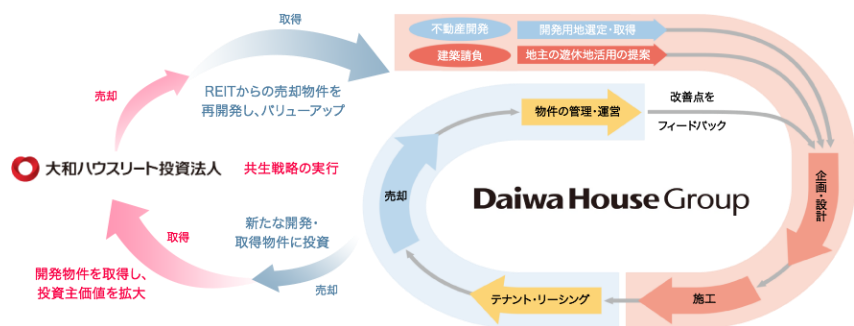 取得
不動産開発
開発用地選定・取得
建築請負
地主の遊休地活用の提案
売却
REITからの売却物件を
再開発し、バリューアップ
物件の管理・運営
改善点を
フィードバック
大和ハウスリート投資法人
共生戦略の実行
売却
Daiwa House Group
企画・設計
新たな開発・
取得物件に投資
取得
開発物件を取得し、
投資主価値を拡大
売却
テナント・リーシング
施工